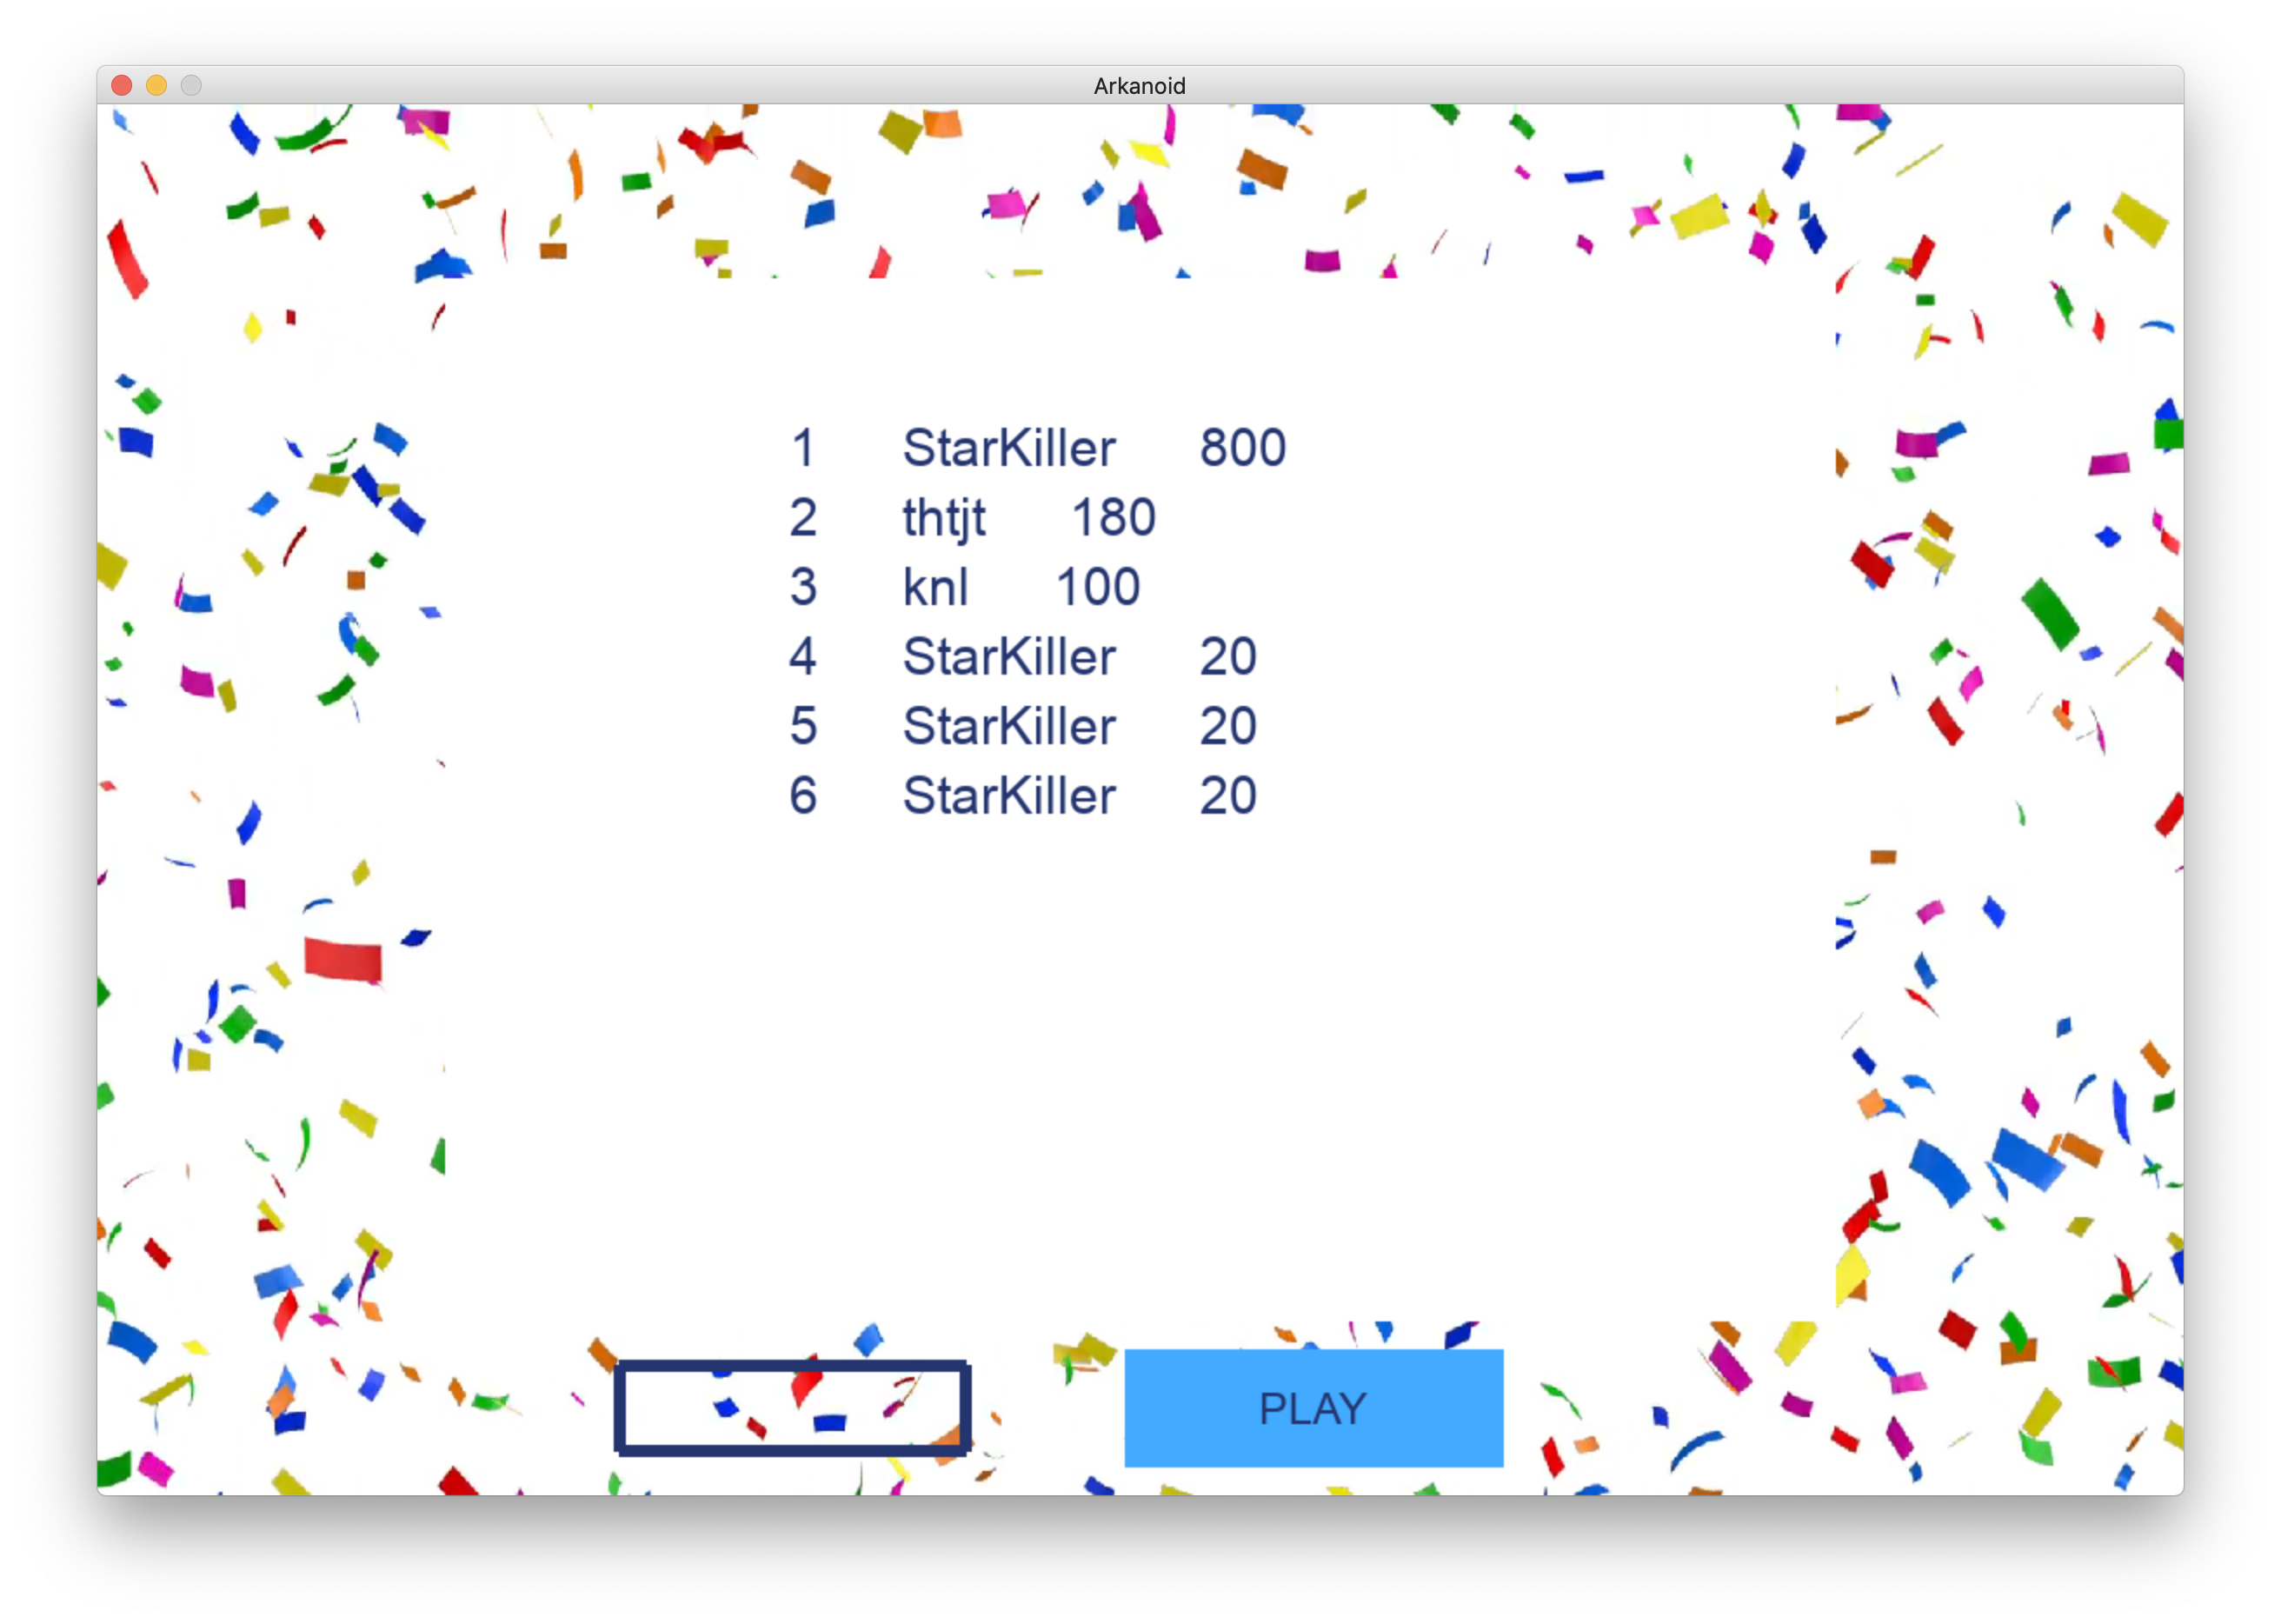 Arkanoid
1 StarKiller 800
2 thtjt 180
3 knl 100
4 StarKiller 20
5 StarKiller 20
6 StarKiller 20
PLAY